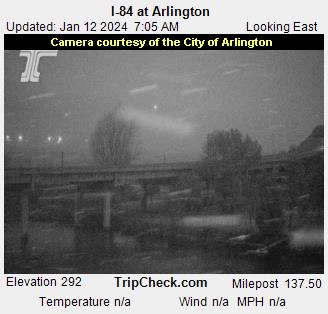 I-84 at Arlington
Updated: Jan 12 2024 7:05 AM Looking East
Camera courtesy of the City of Arlington
Elevation 292 TripCheck.com Milepost 137.50
Temperature n/a Wind n/a MPH n/a